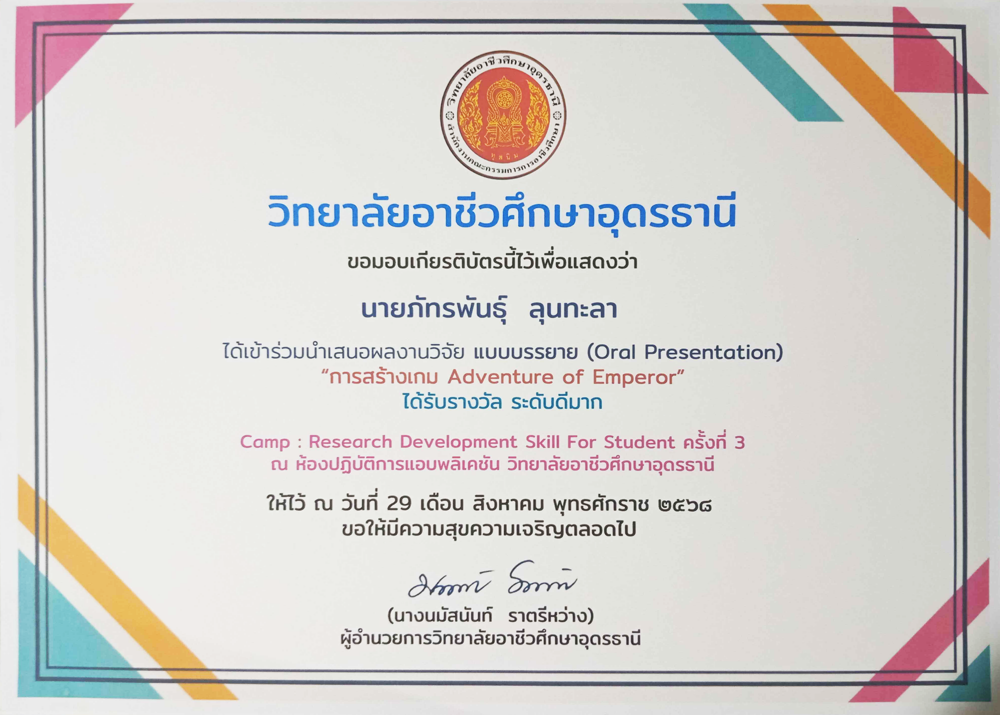 วิทยาลัยอาชีวศึกษาอุดรธานี
สำนักงานคณะกรรมการการอาชีวศึกษา
วิทยาลัยอาชีวศึกษาอุดรธานี
ขอมอบเกียรติบัตรนี้ไว้เพื่อแสดงว่า
นายภัทรพันธุ์ ลุนทะลา
ได้เข้าร่วมนำเสนอผลงานวิจัย แบบบรรยาย (Oral Presentation)
“การสร้างเกม Adventure of Emperor”
ได้รับรางวัล ระดับดีมาก
Camp : Research Development Skill For Student ครั้งที่ 3
ณ ห้องปฏิบัติการแอบพลิเคชัน วิทยาลัยอาชีวศึกษาอุดรธานี
ให้ไว้ ณ วันที่ 29 เดือน สิงหาคม พุทธศักราช ๒๕๖๘
ขอให้มีความสุขความเจริญตลอดไป
(นางนมัสนันท์ ราตรีหว่าง)
ผู้อำนวยการวิทยาลัยอาชีวศึกษาอุดรธานี